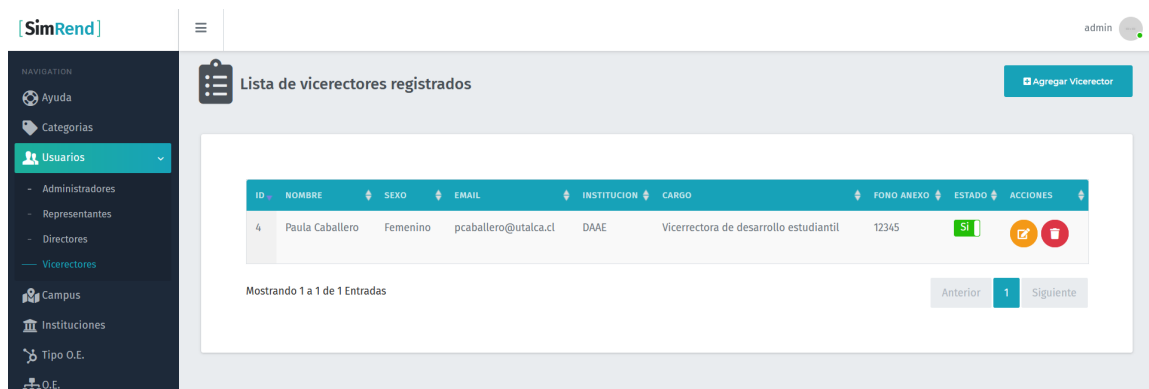 [SimRend]
admin
NAVIGATION
Ayuda
Categorias
Usuarios
- Administradores
- Representantes
- Directores
Vicerectores
Campus
Instituciones
Tipo O.E.
O.E.
Lista de vicerectores registrados
Agregar Vicerector
ID NOMBRE SEXO EMAIL INSTITUCION CARGO FONO ANEXO ESTADO ACCIONES
4 Paula Caballero Femenino pcaballero@utalca.cl DAAE Vicerrectora de desarrollo estudiantil 12345 Si
Mostrando 1 a 1 de 1 Entradas
Anterior 1 Siguiente